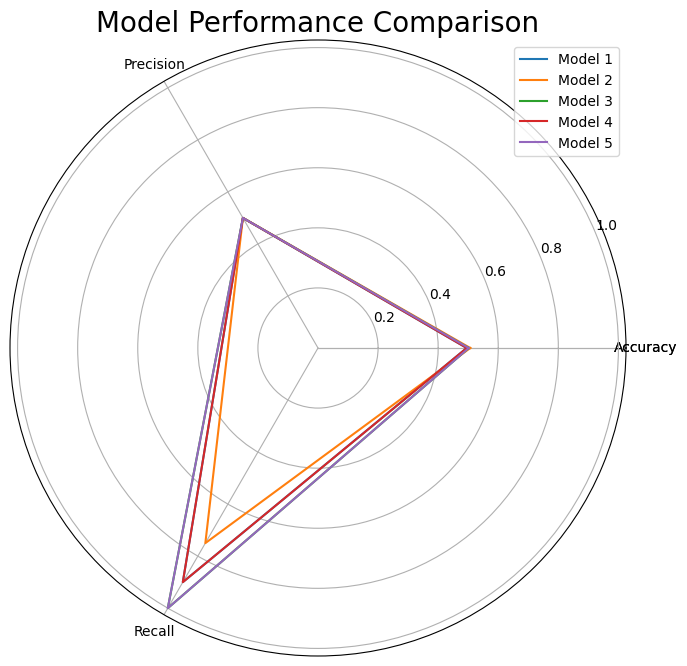 Model Performance Comparison
Precision
Model 1
Model 2
Model 3
Model 4
Model 5
1.0
0.8
0.6
0.4
0.2
Accuracy
Recall